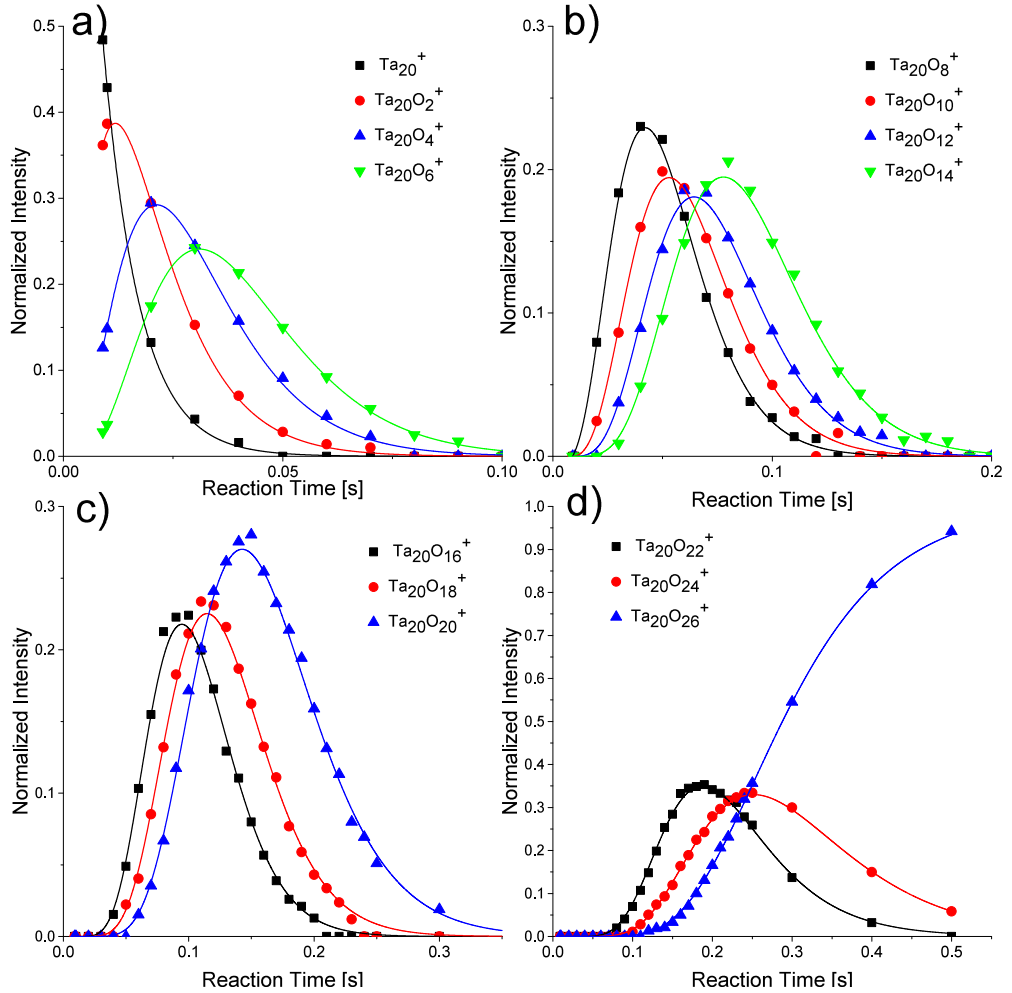 a)
0.5
0.4
0.3
0.2
0.1
0.0
Normalized Intensity
Ta20+
Ta20O2+
Ta20O4+
Ta20O6+
0.00 0.05 0.10
Reaction Time [s]
b)
0.3
0.2
0.1
0.0
Normalized Intensity
Ta20O8+
Ta20O10+
Ta20O12+
Ta20O14+
0.0 0.1 0.2
Reaction Time [s]
c)
0.3
0.2
0.1
0.0
Normalized Intensity
Ta20O16+
Ta20O18+
Ta20O20+
0.0 0.1 0.2 0.3
Reaction Time [s]
d)
1.0
0.9
0.8
0.7
0.6
0.5
0.4
0.3
0.2
0.1
0.0
Normalized Intensity
Ta20O22+
Ta20O24+
Ta20O26+
0.0 0.1 0.2 0.3 0.4 0.5
Reaction Time [s]